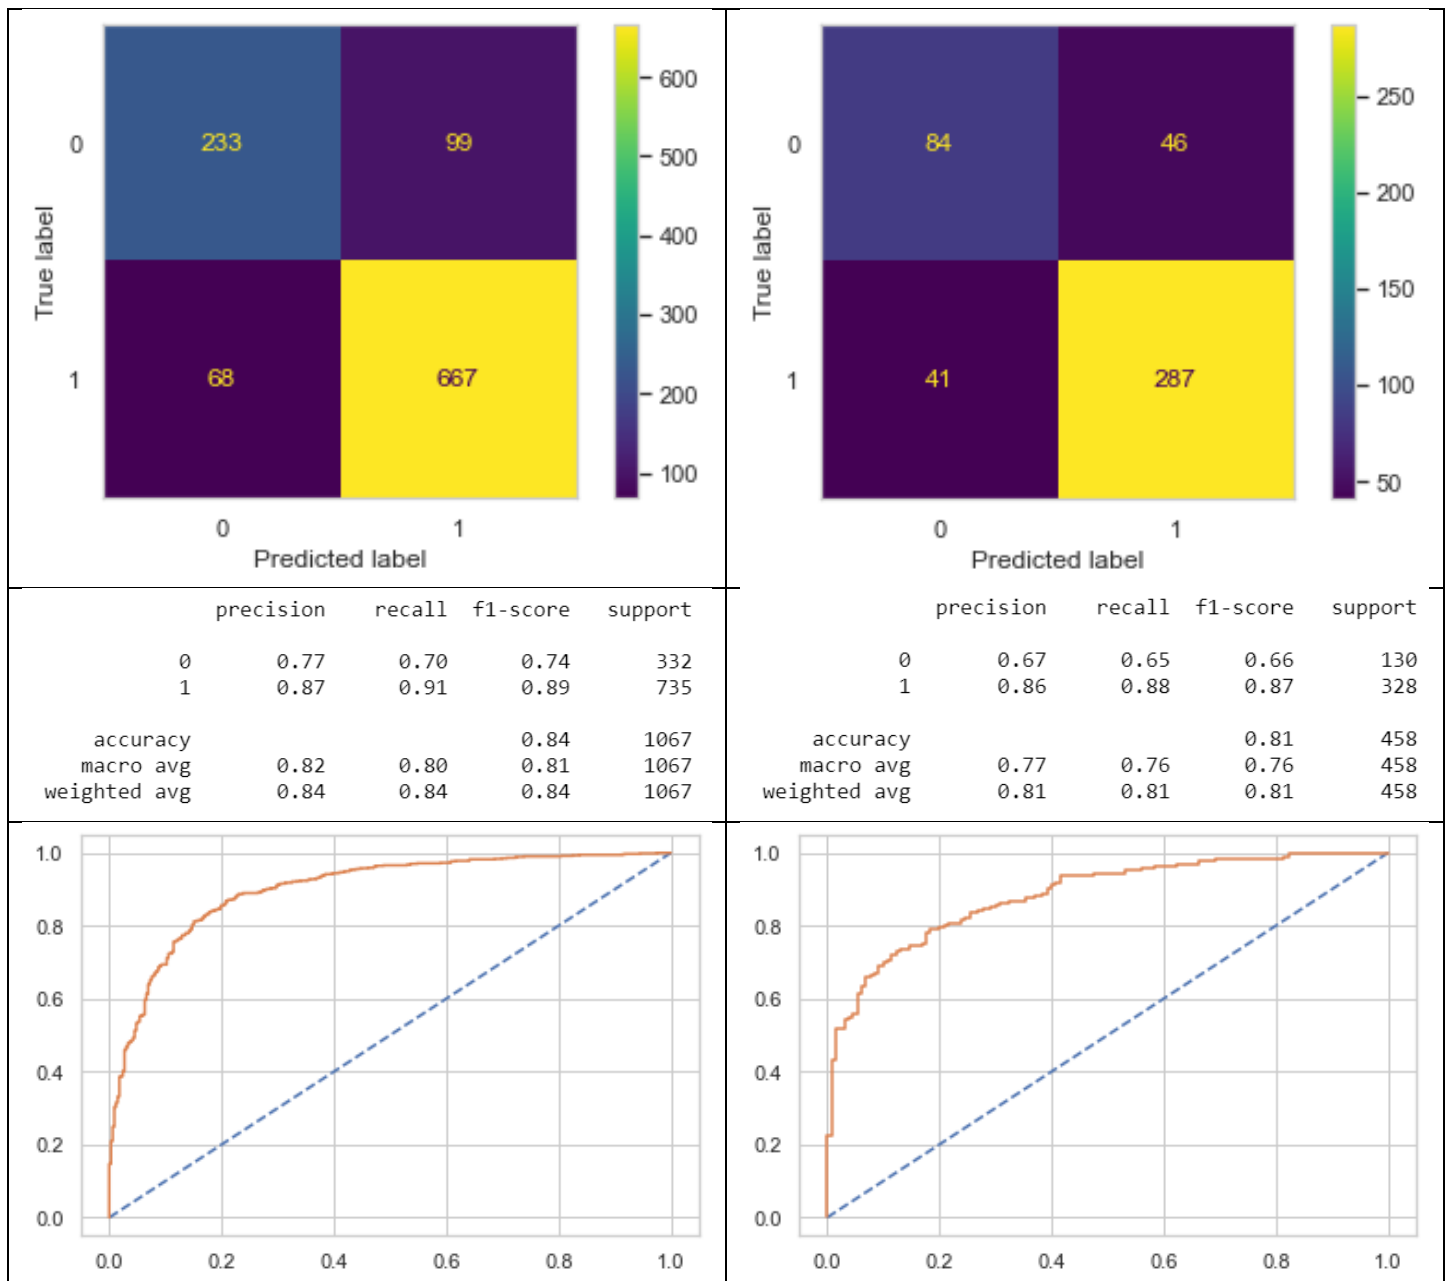 233 99
68 667
0
1
True label
0 1
Predicted label
600
500
400
300
200
100
84 46
41 287
0
1
True label
0 1
Predicted label
250
200
150
100
50
precision recall f1-score support
0 0.77 0.70 0.74 332
1 0.87 0.91 0.89 735
accuracy 0.84 1067
macro avg 0.82 0.80 0.81 1067
weighted avg 0.84 0.84 0.84 1067
precision recall f1-score support
0 0.67 0.65 0.66 130
1 0.86 0.88 0.87 328
accuracy 0.81 458
macro avg 0.77 0.76 0.76 458
weighted avg 0.81 0.81 0.81 458
1.0
0.8
0.6
0.4
0.2
0.0
0.0 0.2 0.4 0.6 0.8 1.0
1.0
0.8
0.6
0.4
0.2
0.0
0.0 0.2 0.4 0.6 0.8 1.0